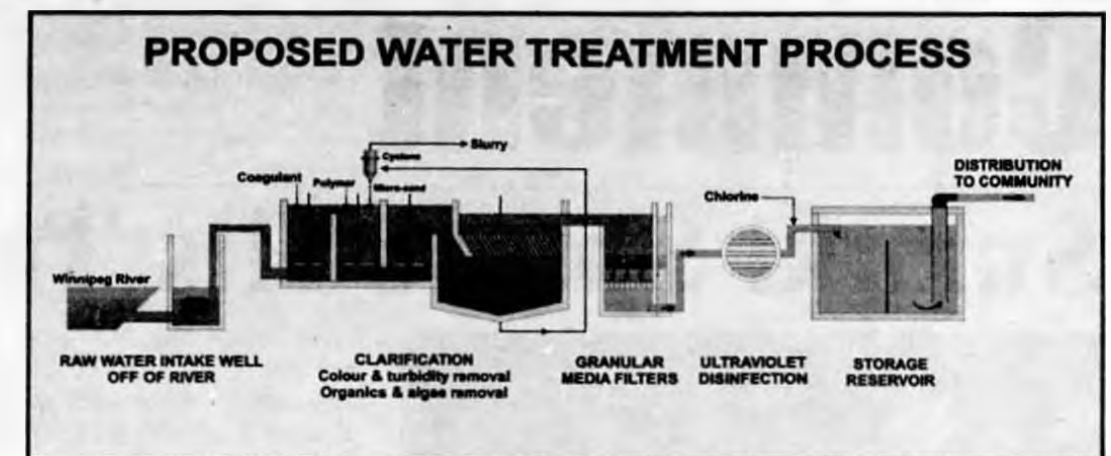 PROPOSED WATER TREATMENT PROCESS
Slurry
Cyclone
Coagulant
Polymer
Micro-sand
Chlorine
DISTRIBUTION
TO COMMUNITY
Winnipeg River
RAW WATER INTAKE WELL
OFF OF RIVER
CLARIFICATION
Colour & turbidity removal
Organics & algae removal
GRANULAR
MEDIA FILTERS
ULTRAVIOLET
DISINFECTION
STORAGE
RESERVOIR